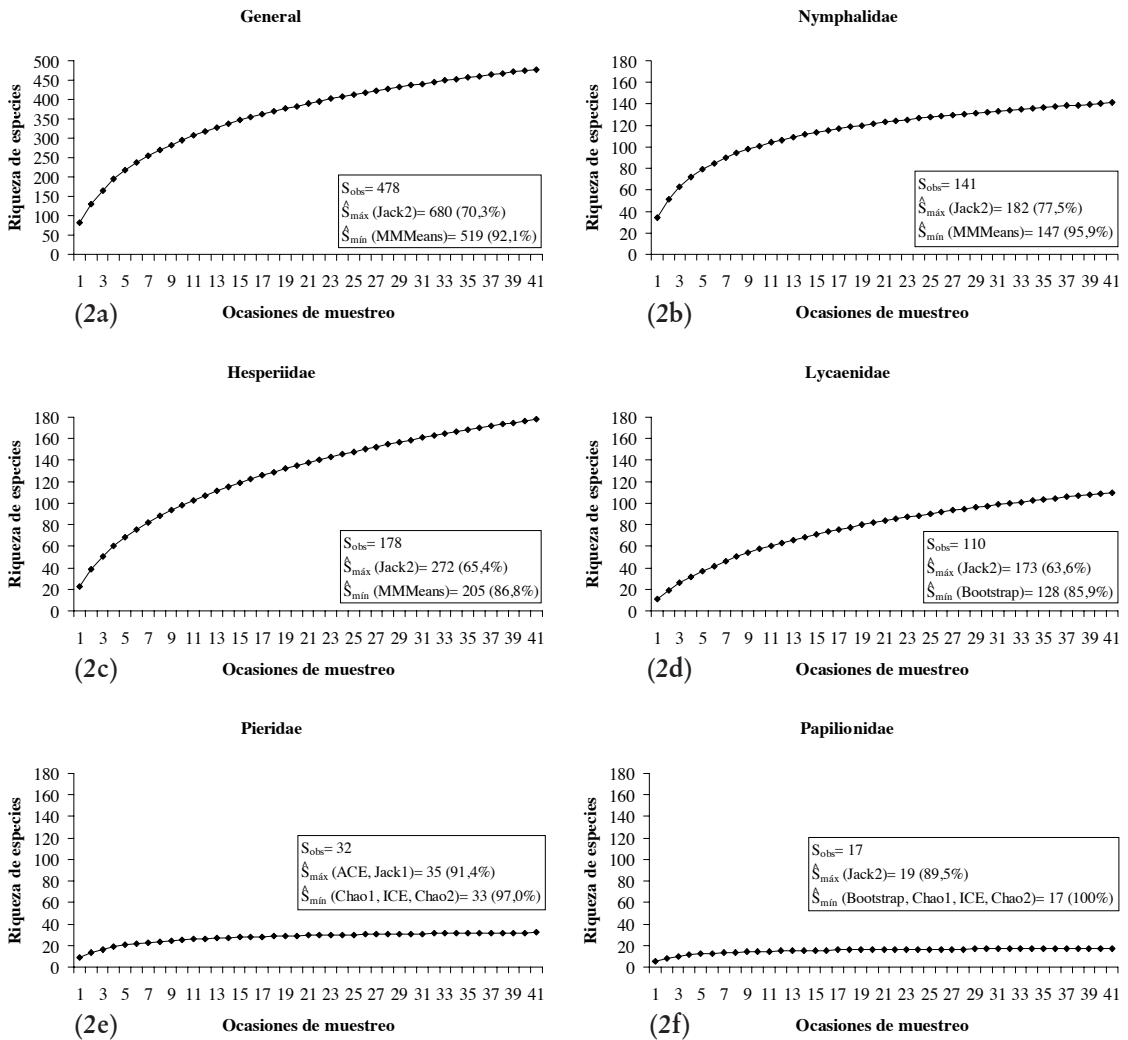 General
Riqueza de especies
500
450
400
350
300
250
200
150
100
50
0
S_obs= 478
Ŝ_máx (Jack2)= 680 (70,3%)
Ŝ_mín (MMMeans)= 519 (92,1%)
1 3 5 7 9 11 13 15 17 19 21 23 25 27 29 31 33 35 37 39 41
(2a) Ocasiones de muestreo
Nymphalidae
Riqueza de especies
180
160
140
120
100
80
60
40
20
0
S_obs= 141
Ŝ_máx (Jack2)= 182 (77,5%)
Ŝ_mín (MMMeans)= 147 (95,9%)
1 3 5 7 9 11 13 15 17 19 21 23 25 27 29 31 33 35 37 39 41
(2b) Ocasiones de muestreo
Hesperiidae
Riqueza de especies
180
160
140
120
100
80
60
40
20
0
S_obs= 178
Ŝ_máx (Jack2)= 272 (65,4%)
Ŝ_mín (MMMeans)= 205 (86,8%)
1 3 5 7 9 11 13 15 17 19 21 23 25 27 29 31 33 35 37 39 41
(2c) Ocasiones de muestreo
Lycaenidae
Riqueza de especies
180
160
140
120
100
80
60
40
20
0
S_obs= 110
Ŝ_máx (Jack2)= 173 (63,6%)
Ŝ_mín (Bootstrap)= 128 (85,9%)
1 3 5 7 9 11 13 15 17 19 21 23 25 27 29 31 33 35 37 39 41
(2d) Ocasiones de muestreo
Pieridae
Riqueza de especies
180
160
140
120
100
80
60
40
20
0
S_obs= 32
Ŝ_máx (ACE, Jack1)= 35 (91,4%)
Ŝ_mín (Chao1, ICE, Chao2)= 33 (97,0%)
1 3 5 7 9 11 13 15 17 19 21 23 25 27 29 31 33 35 37 39 41
(2e) Ocasiones de muestreo
Papilionidae
Riqueza de especies
180
160
140
120
100
80
60
40
20
0
S_obs= 17
Ŝ_máx (Jack2)= 19 (89,5%)
Ŝ_mín (Bootstrap, Chao1, ICE, Chao2)= 17 (100%)
1 3 5 7 9 11 13 15 17 19 21 23 25 27 29 31 33 35 37 39 41
(2f) Ocasiones de muestreo